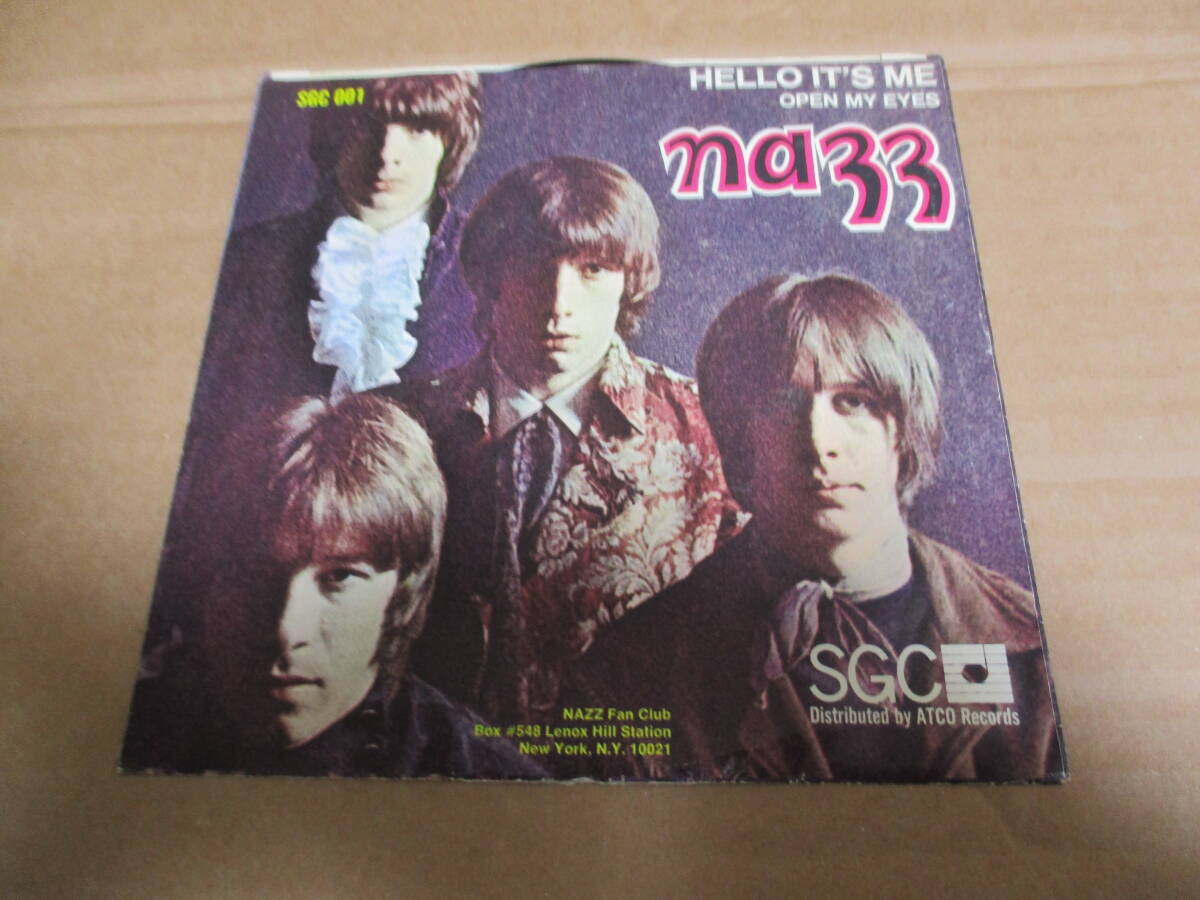 SGC 001
HELLO IT'S ME
OPEN MY EYES
nazz
SGC
Distributed by ATCO Records
NAZZ Fan Club
Box #548 Lenox Hill Station
New York, N.Y. 10021